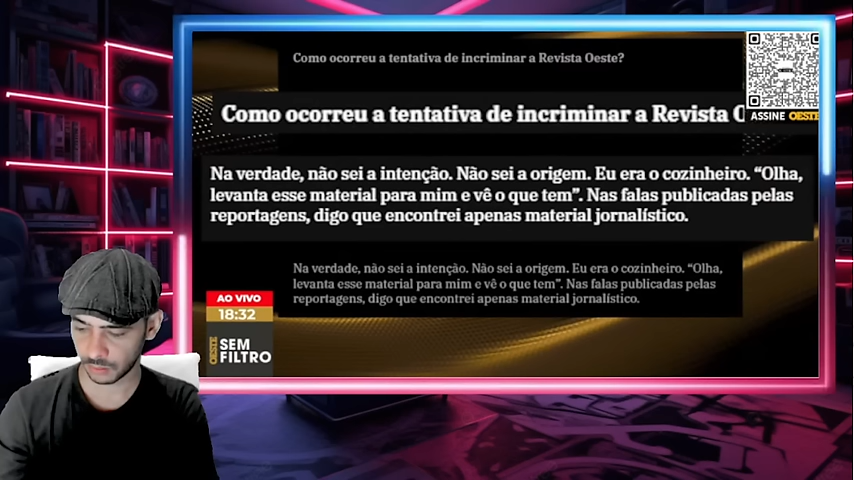 Como ocorreu a tentativa de incriminar a Revista Oeste?
Como ocorreu a tentativa de incriminar a Revista O
ASSINE OESTE
Na verdade, não sei a intenção. Não sei a origem. Eu era o cozinheiro. “Olha,
levanta esse material para mim e vê o que tem”. Nas falas publicadas pelas
reportagens, digo que encontrei apenas material jornalístico.
Na verdade, não sei a intenção. Não sei a origem. Eu era o cozinheiro. “Olha,
levanta esse material para mim e vê o que tem”. Nas falas publicadas pelas
reportagens, digo que encontrei apenas material jornalístico.
AO VIVO
18:32
OESTE
SEM
FILTRO